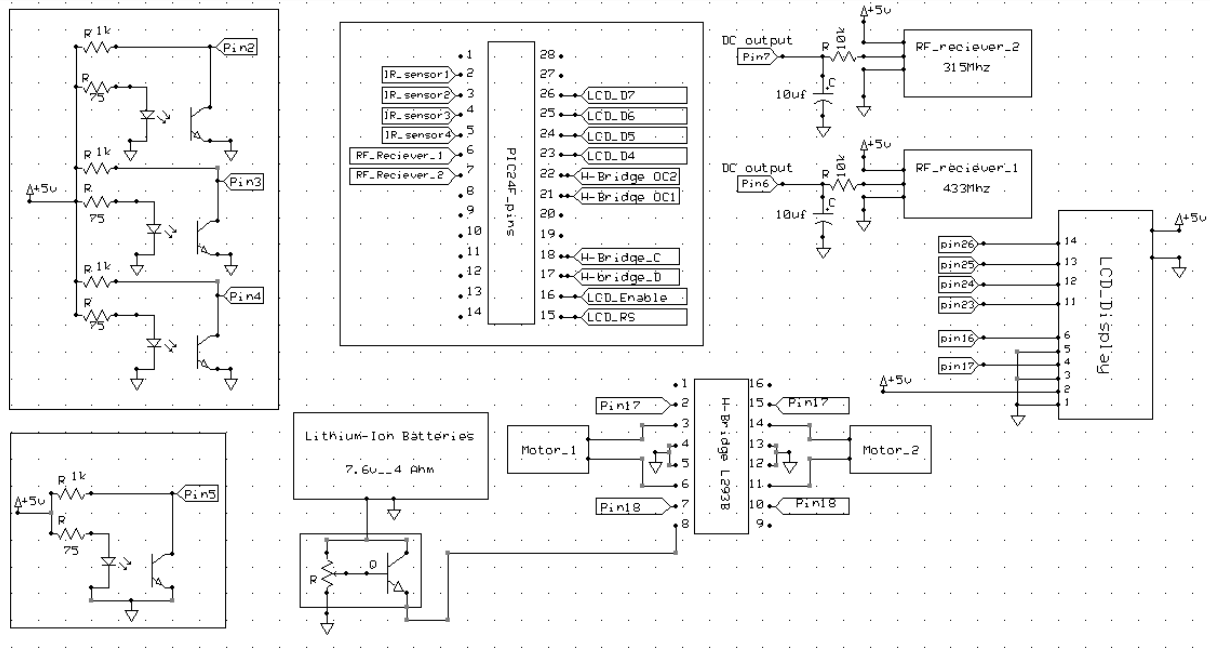 R 1k
Pin2
R
75
R 1k
Pin3
+5v
R
75
R 1k
Pin4
R
75
1
28
IR_sensor1
2
27
IR_sensor2
3
26
LCD_D7
IR_sensor3
4
25
LCD_D6
IR_sensor4
5
24
LCD_D5
RF_Reciever_1
6
23
LCD_D4
RF_Reciever_2
7
22
H-Bridge OC2
8
21
H-Bridge OC1
9
20
10
19
11
18
H-Bridge_C
12
17
H-Bridge_D
13
16
LCD_Enable
14
15
LCD_RS
PIC24F_pins
+5v
DC output
Pin7
R
10k
C
+
10uf
RF_reciever_2
315Mhz
+5v
DC output
Pin6
R
10k
C
+
10uf
RF_reciever_1
433Mhz
+5v
pin26
14
pin25
13
pin24
12
pin23
11
pin16
6
5
pin17
4
3
+5v
2
1
LCD_Display
R 1k
Pin5
+5v
R
75
Lithium-Ion Batteries
7.6v__4 Ohm
R
Q
1
16
Pin17
2
15
Pin17
3
14
Motor_1
4
13
Motor_2
5
12
6
11
Pin18
7
10
Pin18
8
9
H-Bridge L293B